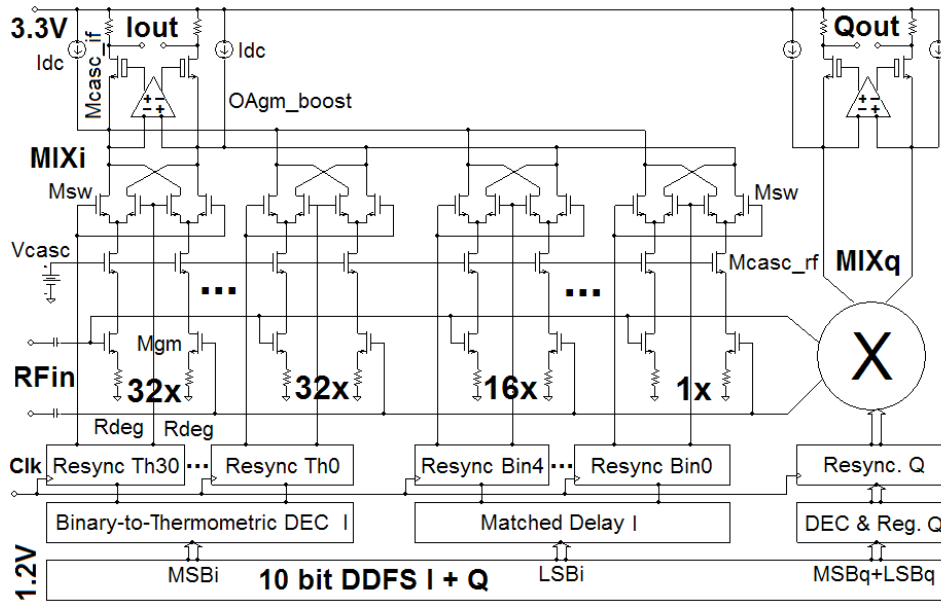 3.3V Iout Qout
Idc Mcasc_if Idc
+ - + -
+ - + -
OAgm_boost
MIXi
Msw Msw
Vcasc Mcasc_rf MIXq
... ...
Mgm X
RFin 32x 32x 16x 1x
Rdeg Rdeg
Clk Resync Th30 ... Resync Th0 Resync Bin4 ... Resync Bin0 Resync. Q
Binary-to-Thermometric DEC I Matched Delay I DEC & Reg. Q
1.2V MSBi LSBi MSBq+LSBq
10 bit DDFS I + Q